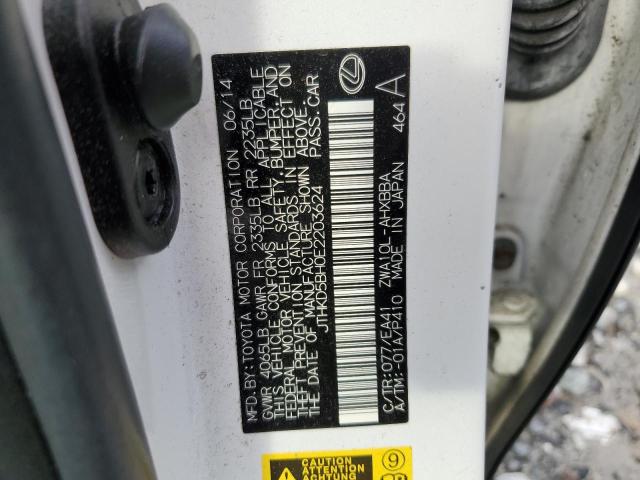 MFD. BY: TOYOTA MOTOR CORPORATION 06/14
GVWR 4065LB GAWR FR 2335LB RR 2235LB
THIS VEHICLE CONFORMS TO ALL APPLICABLE
FEDERAL MOTOR VEHICLE SAFETY, BUMPER, AND
THEFT PREVENTION STANDARDS IN EFFECT ON
THE DATE OF MANUFACTURE SHOWN ABOVE.
JTHKD5BH0E2203624 PASS. CAR
C/TR: 077/EA41 ZWA10L-AHXBBA
A/TM: -01A/P410 MADE IN JAPAN 464
A
CAUTION
ATTENTION
ACHTUNG
9